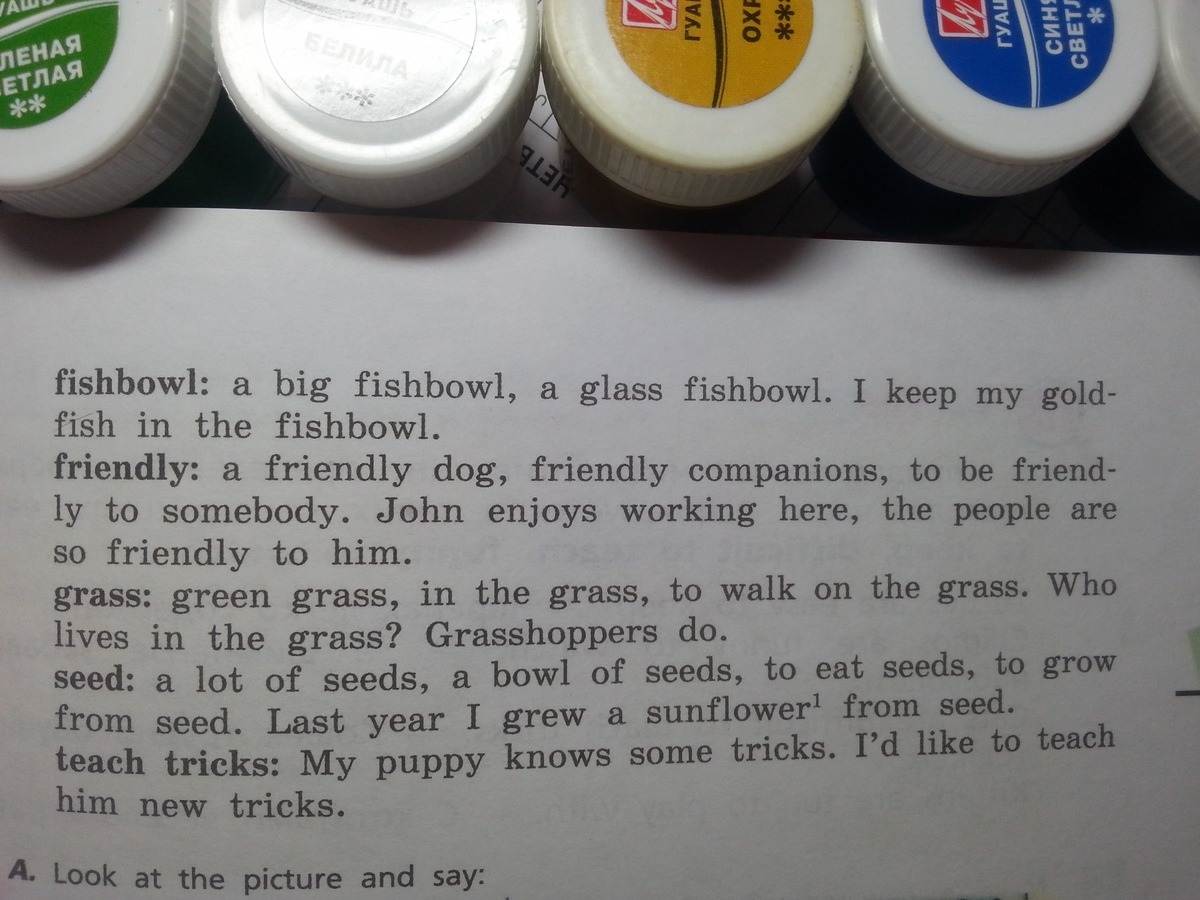 ЛЕНАЯ
ЕТЛАЯ
**
БЕЛИЛА
***
ГУАШ
ОХР
***
ГУАШ
СИНЯ
СВЕТЛ
*
ЧЕТВ
fishbowl: a big fishbowl, a glass fishbowl. I keep my gold-
fish in the fishbowl.
friendly: a friendly dog, friendly companions, to be friend-
ly to somebody. John enjoys working here, the people are
so friendly to him.
grass: green grass, in the grass, to walk on the grass. Who
lives in the grass? Grasshoppers do.
seed: a lot of seeds, a bowl of seeds, to eat seeds, to grow
from seed. Last year I grew a sunflower¹ from seed.
teach tricks: My puppy knows some tricks. I'd like to teach
him new tricks.
A. Look at the picture and say: